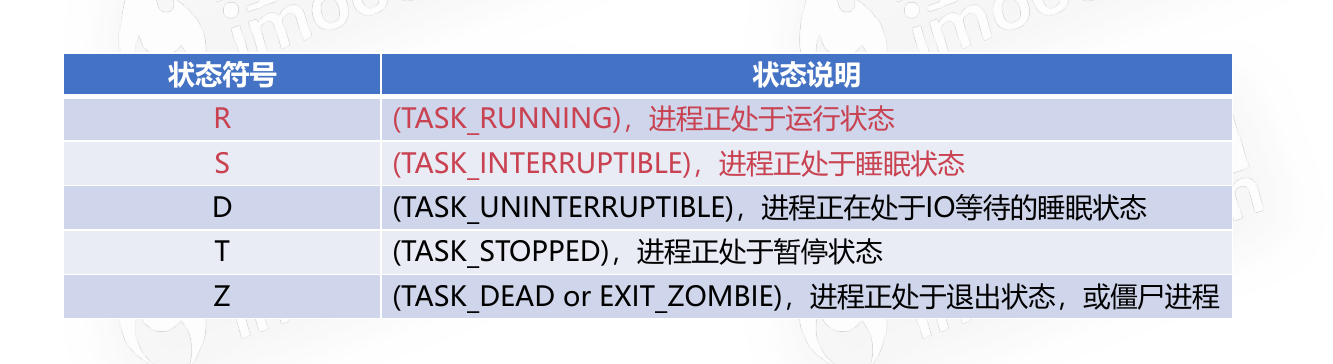 imooc
imooc
状态符号 状态说明
R (TASK_RUNNING)，进程正处于运行状态
S (TASK_INTERRUPTIBLE)，进程正处于睡眠状态
D (TASK_UNINTERRUPTIBLE)，进程正在处于IO等待的睡眠状态
T (TASK_STOPPED)，进程正处于暂停状态
Z (TASK_DEAD or EXIT_ZOMBIE)，进程正处于退出状态，或僵尸进程